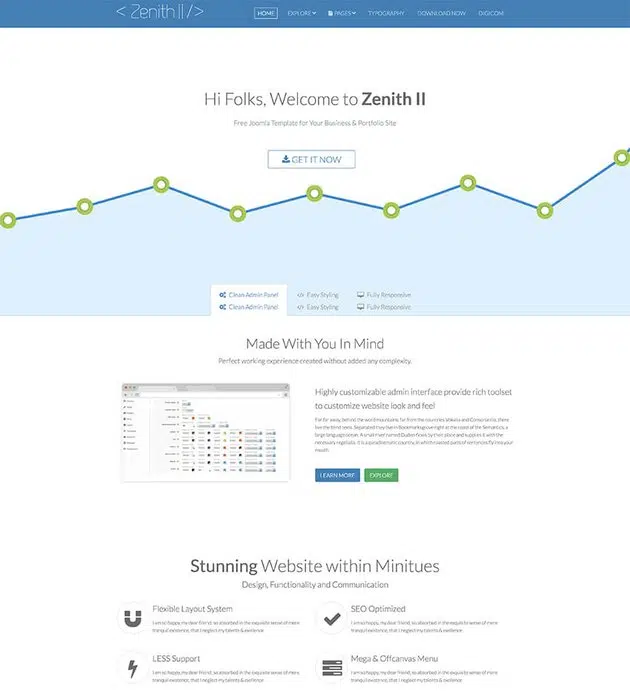 < Zenith II />
HOME EXPLORE PAGES TYPOGRAPHY DOWNLOAD NOW DIGICOM
Hi Folks, Welcome to Zenith II
Free Joomla Template for Your Business & Portfolio Site
GET IT NOW
Clean Admin Panel </> Easy Styling Fully Responsive
Clean Admin Panel </> Easy Styling Fully Responsive
Made With You In Mind
Perfect working experience created without added any complexity.
Highly customizable admin interface provide rich toolset
to customize website look and feel
Far far away, behind the word mountains, far from the countries Vokalia and Consonantia, there
live the blind texts. Separated they live in Bookmarksgrove right at the coast of the Semantics, a
large language ocean. A small river named Duden flows by their place and supplies it with the
necessary regelialia. It is a paradisematic country, in which roasted parts of sentences fly into your
mouth.
LEARN MORE EXPLORE
Stunning Website within Minitues
Design, Functionality and Communication
Flexible Layout System
I am so happy, my dear friend, so absorbed in the exquisite sense of mere
tranquil existence, that I neglect my talents & existence
SEO Optimized
I am so happy, my dear friend, so absorbed in the exquisite sense of mere
tranquil existence, that I neglect my talents & existence
LESS Support
I am so happy, my dear friend, so absorbed in the exquisite sense of mere
tranquil existence, that I neglect my talents & existence
Mega & Offcanvas Menu
I am so happy, my dear friend, so absorbed in the exquisite sense of mere
tranquil existence, that I neglect my talents & existence